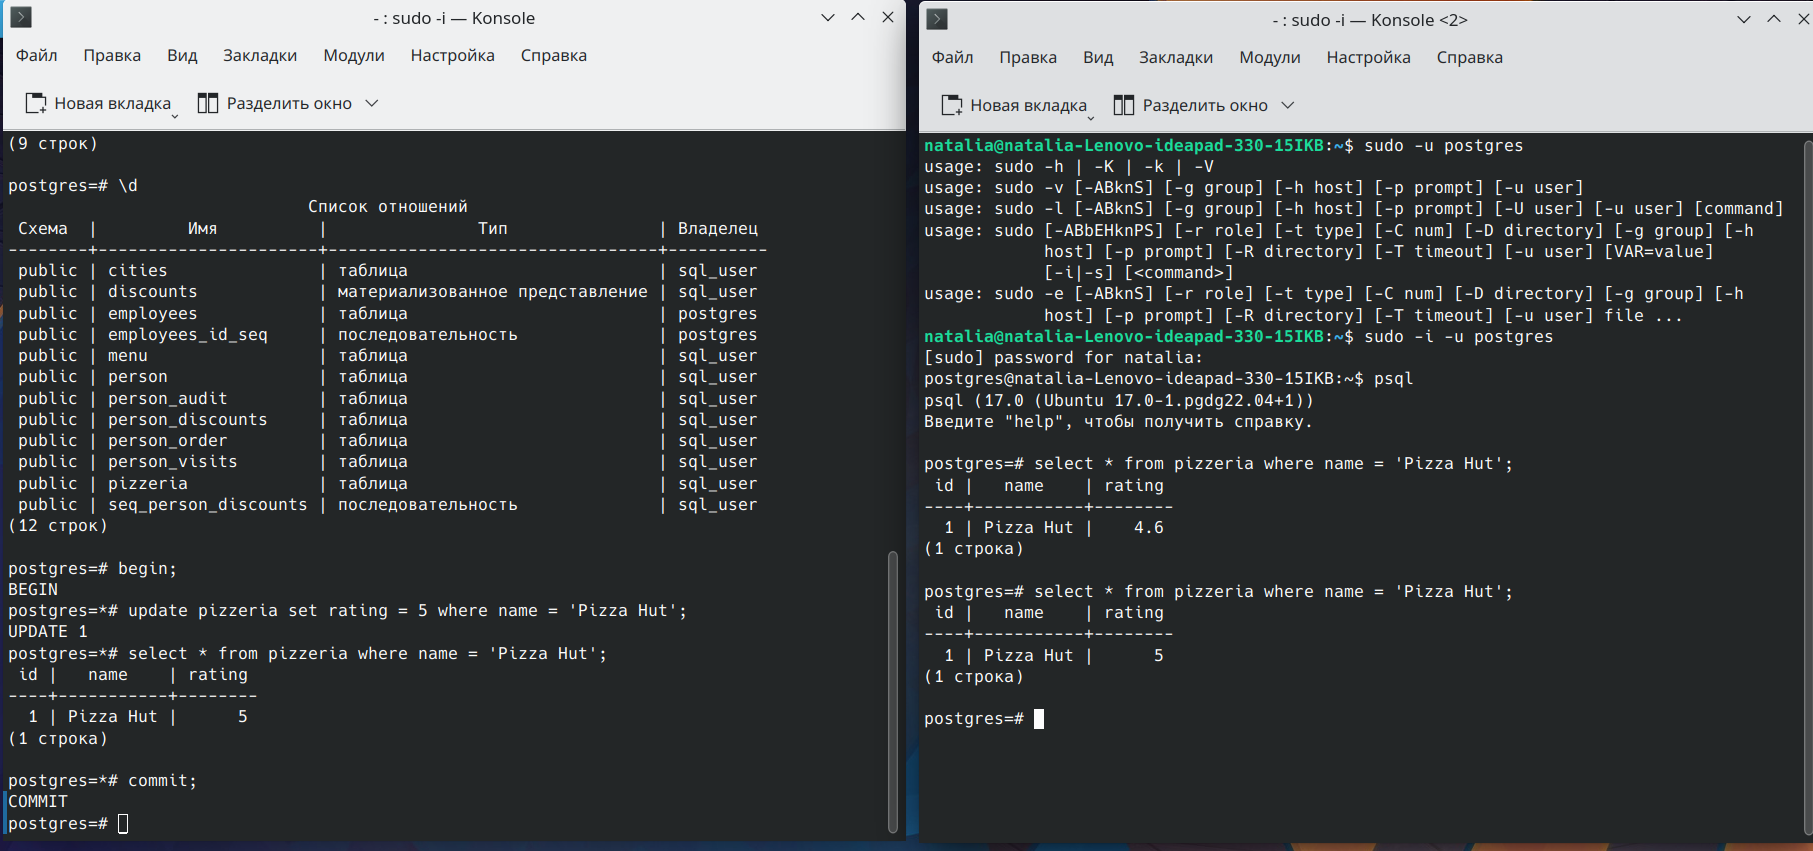 - : sudo -i — Konsole
Файл Правка Вид Закладки Модули Настройка Справка
Новая вкладка Разделить окно
(9 строк)
postgres=# \d
Список отношений
Схема | Имя | Тип | Владелец
--------+----------------------+---------------------------------+----------
public | cities | таблица | sql_user
public | discounts | материализованное представление | sql_user
public | employees | таблица | postgres
public | employees_id_seq | последовательность | postgres
public | menu | таблица | sql_user
public | person | таблица | sql_user
public | person_audit | таблица | sql_user
public | person_discounts | таблица | sql_user
public | person_order | таблица | sql_user
public | person_visits | таблица | sql_user
public | pizzeria | таблица | sql_user
public | seq_person_discounts | последовательность | sql_user
(12 строк)
postgres=# begin;
BEGIN
postgres=*# update pizzeria set rating = 5 where name = 'Pizza Hut';
UPDATE 1
postgres=*# select * from pizzeria where name = 'Pizza Hut';
id | name | rating
----+-----------+--------
1 | Pizza Hut | 5
(1 строка)
postgres=*# commit;
COMMIT
postgres=#
- : sudo -i — Konsole <2>
Файл Правка Вид Закладки Модули Настройка Справка
Новая вкладка Разделить окно
natalia@natalia-Lenovo-ideapad-330-15IKB:~$ sudo -u postgres
usage: sudo -h | -K | -k | -V
usage: sudo -v [-ABknS] [-g group] [-h host] [-p prompt] [-u user]
usage: sudo -l [-ABknS] [-g group] [-h host] [-p prompt] [-U user] [-u user] [command]
usage: sudo [-ABbEHknPS] [-r role] [-t type] [-C num] [-D directory] [-g group] [-h
host] [-p prompt] [-R directory] [-T timeout] [-u user] [VAR=value]
[-i|-s] [<command>]
usage: sudo -e [-ABknS] [-r role] [-t type] [-C num] [-D directory] [-g group] [-h
host] [-p prompt] [-R directory] [-T timeout] [-u user] file ...
natalia@natalia-Lenovo-ideapad-330-15IKB:~$ sudo -i -u postgres
[sudo] password for natalia:
postgres@natalia-Lenovo-ideapad-330-15IKB:~$ psql
psql (17.0 (Ubuntu 17.0-1.pgdg22.04+1))
Введите "help", чтобы получить справку.
postgres=# select * from pizzeria where name = 'Pizza Hut';
id | name | rating
----+-----------+--------
1 | Pizza Hut | 4.6
(1 строка)
postgres=# select * from pizzeria where name = 'Pizza Hut';
id | name | rating
----+-----------+--------
1 | Pizza Hut | 5
(1 строка)
postgres=#